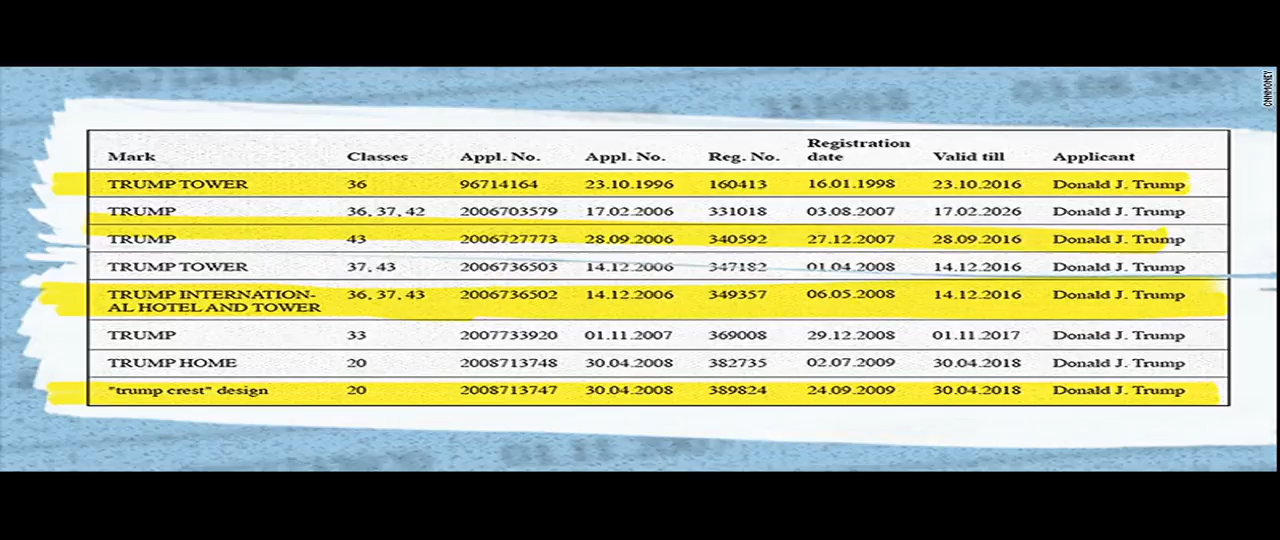 CNNMONEY
Registration
Mark Classes Appl. No. Appl. No. Reg. No. date Valid till Applicant
TRUMP TOWER 36 96714164 23.10.1996 160413 16.01.1998 23.10.2016 Donald J. Trump
TRUMP 36, 37, 42 2006703579 17.02.2006 331018 03.08.2007 17.02.2026 Donald J. Trump
TRUMP 43 2006727773 28.09.2006 340592 27.12.2007 28.09.2016 Donald J. Trump
TRUMP TOWER 37, 43 2006736503 14.12.2006 347182 01.04.2008 14.12.2016 Donald J. Trump
TRUMP INTERNATION- 36, 37, 43 2006736502 14.12.2006 349357 06.05.2008 14.12.2016 Donald J. Trump
AL HOTEL AND TOWER
TRUMP 33 2007733920 01.11.2007 369008 29.12.2008 01.11.2017 Donald J. Trump
TRUMP HOME 20 2008713748 30.04.2008 382735 02.07.2009 30.04.2018 Donald J. Trump
"trump crest" design 20 2008713747 30.04.2008 389824 24.09.2009 30.04.2018 Donald J. Trump